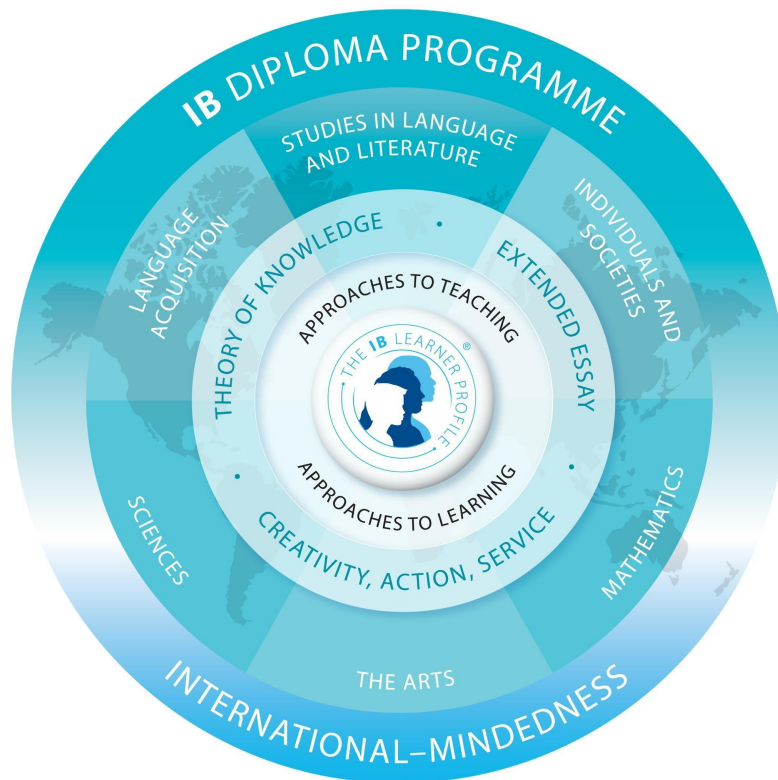 IB DIPLOMA PROGRAMME
STUDIES IN LANGUAGE
AND LITERATURE
LANGUAGE
ACQUISITION
INDIVIDUALS AND
SOCIETIES
THEORY OF KNOWLEDGE
·
EXTENDED ESSAY
·
CREATIVITY, ACTION, SERVICE
·
APPROACHES TO TEACHING
· THE IB LEARNER PROFILE ·
®
APPROACHES TO LEARNING
SCIENCES
MATHEMATICS
THE ARTS
INTERNATIONAL–MINDEDNESS